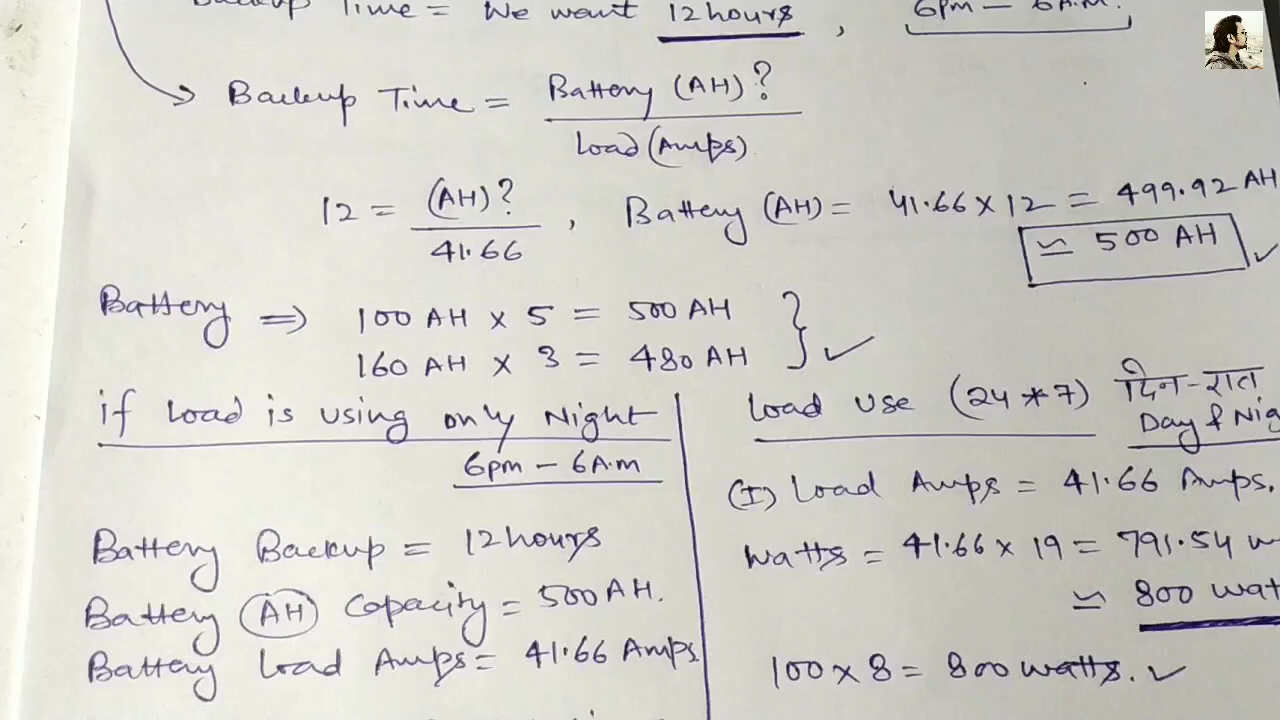 Backup Time = We want 12 hours, 6pm – 6A.M.
Backup Time = Battery (AH)?
Load (Amps)
12 = (AH)? , Battery (AH) = 41.66 x 12 = 499.92 AH
41.66
≃ 500 AH
Battery ⇒ 100 AH x 5 = 500 AH
160 AH x 3 = 480 AH
if Load is using only Night
6pm – 6A.m
Battery Backup = 12 hours
Battery (AH) Capacity = 500 AH.
Battery Load Amps = 41.66 Amps
Load Use (24*7) दिन-रात
Day &
(I) Load Amps = 41.66 Amps.
Watts = 41.66 x 19 = 791.54 w
≃ 800 wat
100 x 8 = 800 watts.